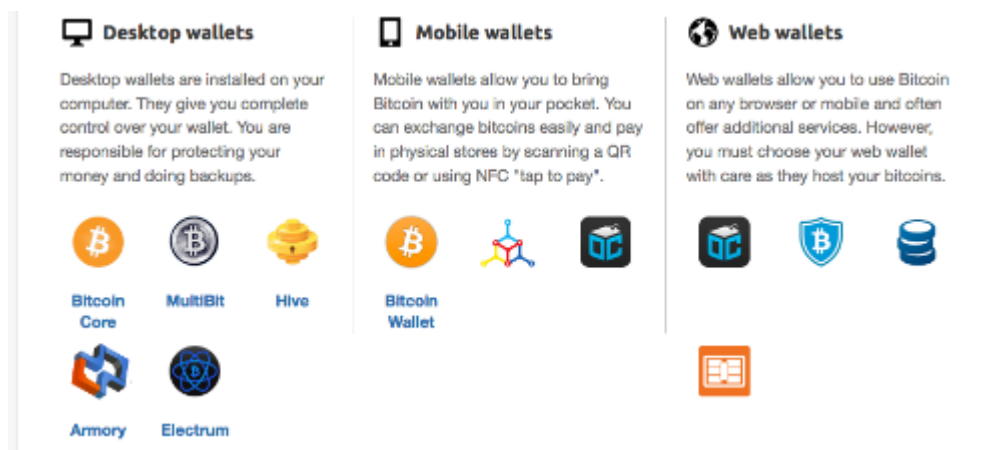 Desktop wallets
Desktop wallets are installed on your
computer. They give you complete
control over your wallet. You are
responsible for protecting your
money and doing backups.
Bitcoin
Core
MultiBit
Hive
Armory
Electrum
Mobile wallets
Mobile wallets allow you to bring
Bitcoin with you in your pocket. You
can exchange bitcoins easily and pay
in physical stores by scanning a QR
code or using NFC "tap to pay".
Bitcoin
Wallet
Web wallets
Web wallets allow you to use Bitcoin
on any browser or mobile and often
offer additional services. However,
you must choose your web wallet
with care as they host your bitcoins.